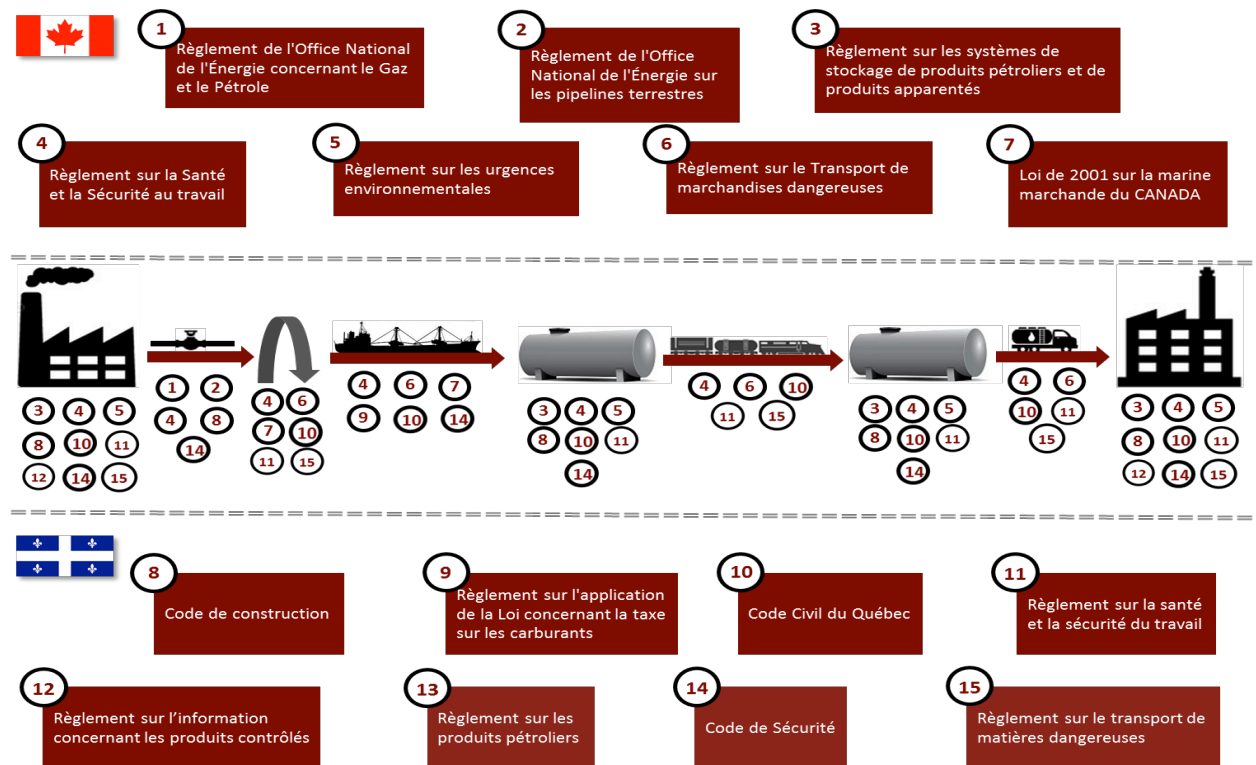 1
Règlement de l'Office National
de l'Énergie concernant le Gaz
et le Pétrole
2
Règlement de l'Office
National de l'Énergie sur
les pipelines terrestres
3
Règlement sur les systèmes de
stockage de produits pétroliers et de
produits apparentés
4
Règlement sur la Santé
et la Sécurité au travail
5
Règlement sur les urgences
environnementales
6
Règlement sur le Transport de
marchandises dangereuses
7
Loi de 2001 sur la marine
marchande du CANADA
3 4 5
8 10 11
12 14 15
1 2
4 8
14
4 6
7 10
11 15
4 6 7
9 10 14
3 4 5
8 10 11
14
4 6 10
11 15
3 4 5
8 10 11
14
4 6
10 11
15
3 4 5
8 10 11
12 14 15
8
Code de construction
9
Règlement sur l'application
de la Loi concernant la taxe
sur les carburants
10
Code Civil du Québec
11
Règlement sur la santé
et la sécurité du travail
12
Règlement sur l’information
concernant les produits contrôlés
13
Règlement sur les
produits pétroliers
14
Code de Sécurité
15
Règlement sur le transport de
matières dangereuses